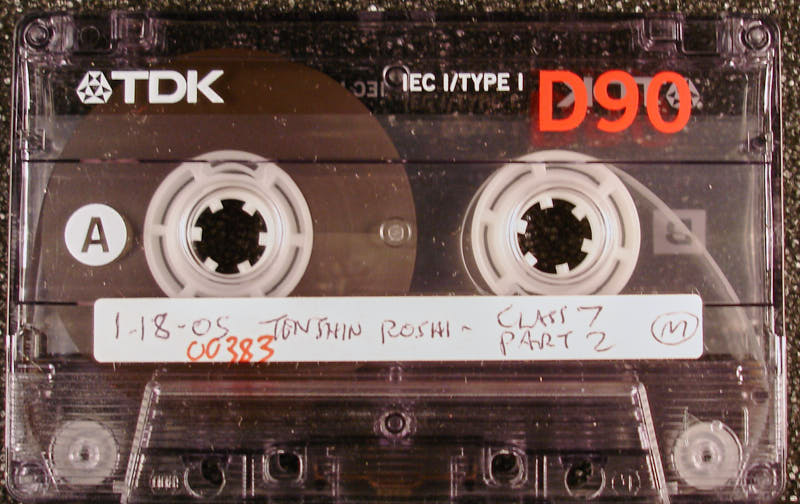 TDK
IEC I/TYPE I
D90
A
1-18-05 TENSHIN ROSHI - CLASS 7
PART 2
M
00383